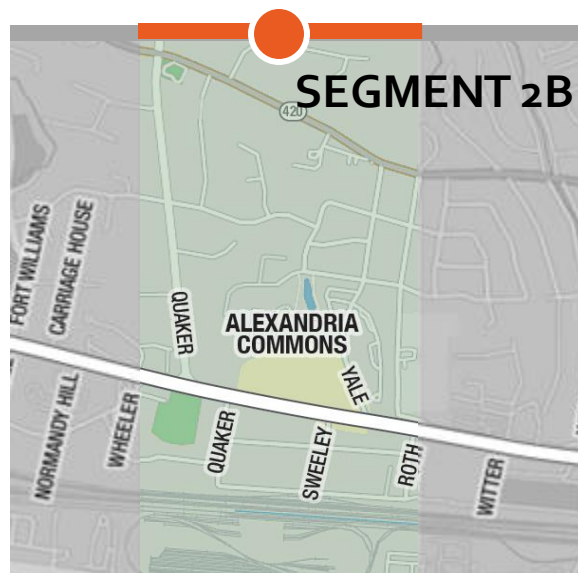 SEGMENT 2B
420
FORT WILLIAMS
CARRIAGE HOUSE
QUAKER
ALEXANDRIA
COMMONS
YALE
NORMANDY HILL
WHEELER
QUAKER
SWEELEY
ROTH
WITTER